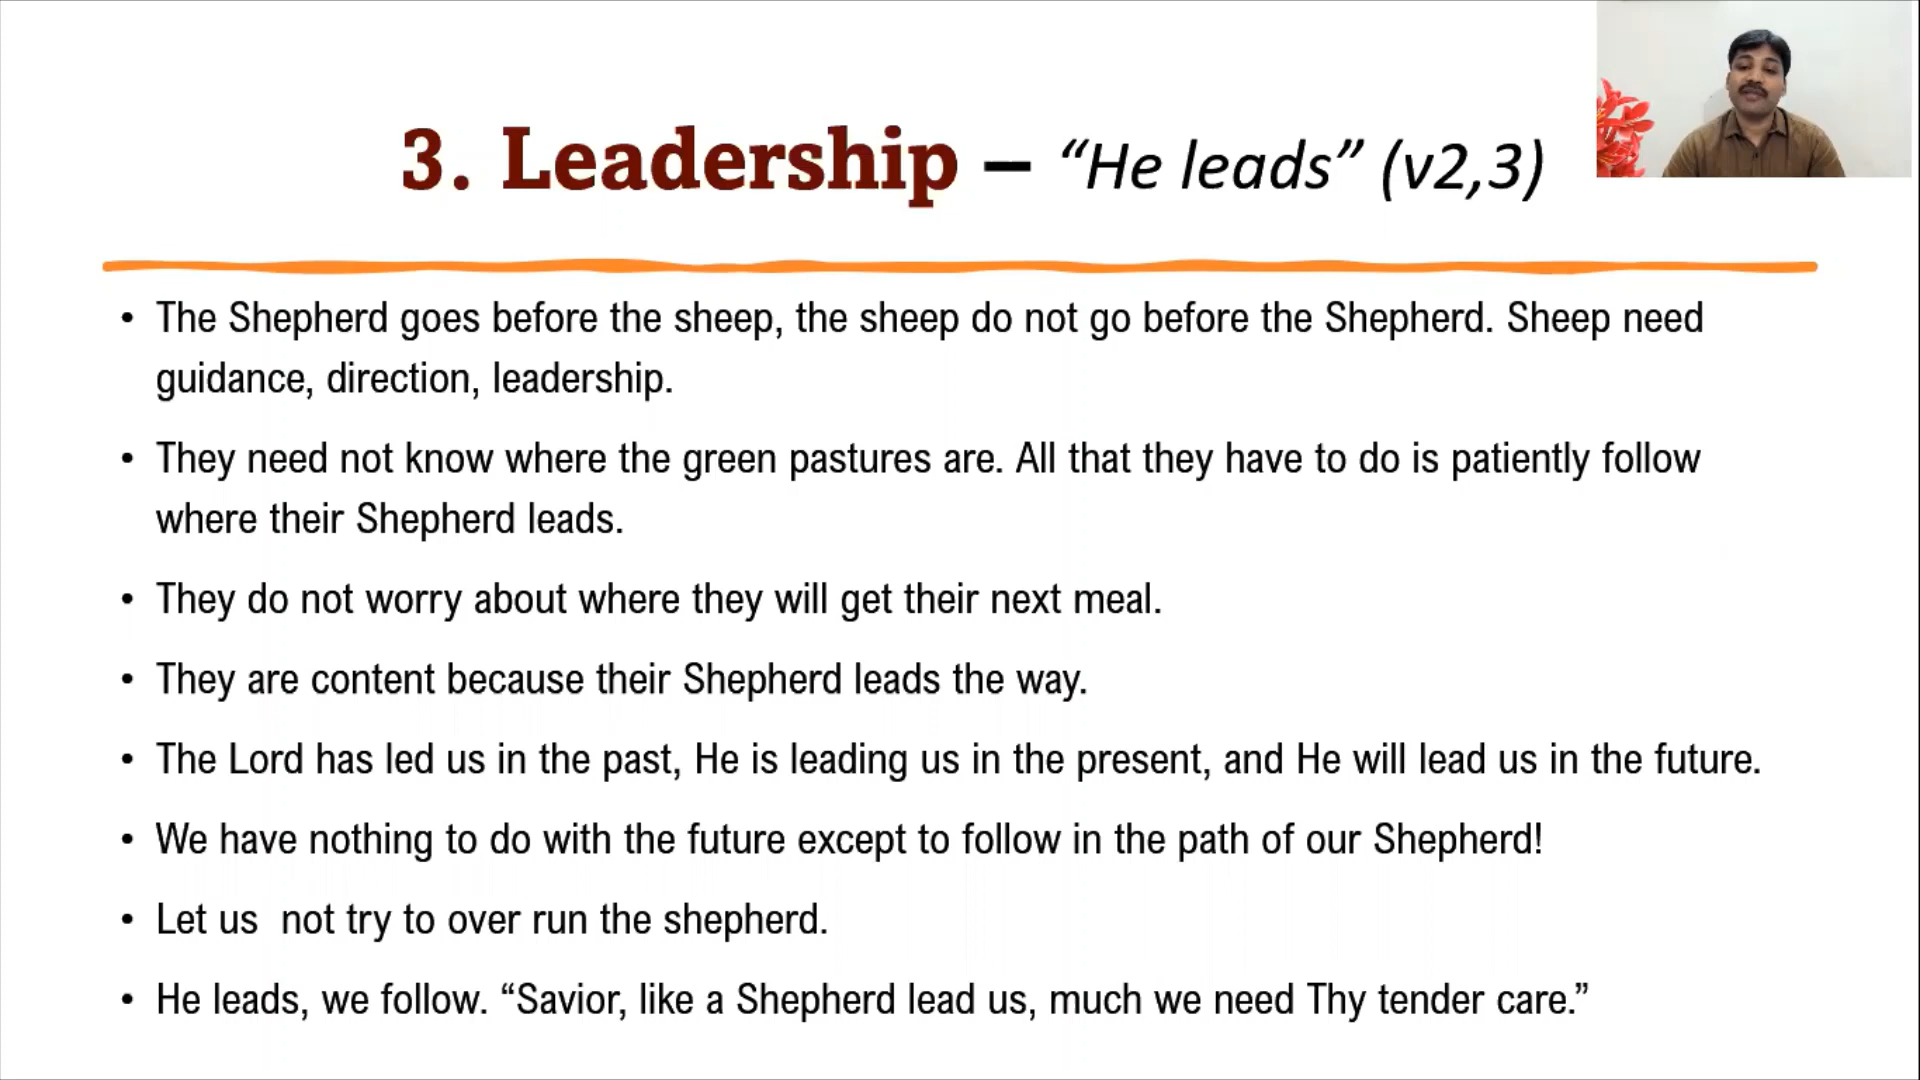 3. Leadership – “He leads” (v2,3)
• The Shepherd goes before the sheep, the sheep do not go before the Shepherd. Sheep need
guidance, direction, leadership.
• They need not know where the green pastures are. All that they have to do is patiently follow
where their Shepherd leads.
• They do not worry about where they will get their next meal.
• They are content because their Shepherd leads the way.
• The Lord has led us in the past, He is leading us in the present, and He will lead us in the future.
• We have nothing to do with the future except to follow in the path of our Shepherd!
• Let us  not try to over run the shepherd.
• He leads, we follow. “Savior, like a Shepherd lead us, much we need Thy tender care.”